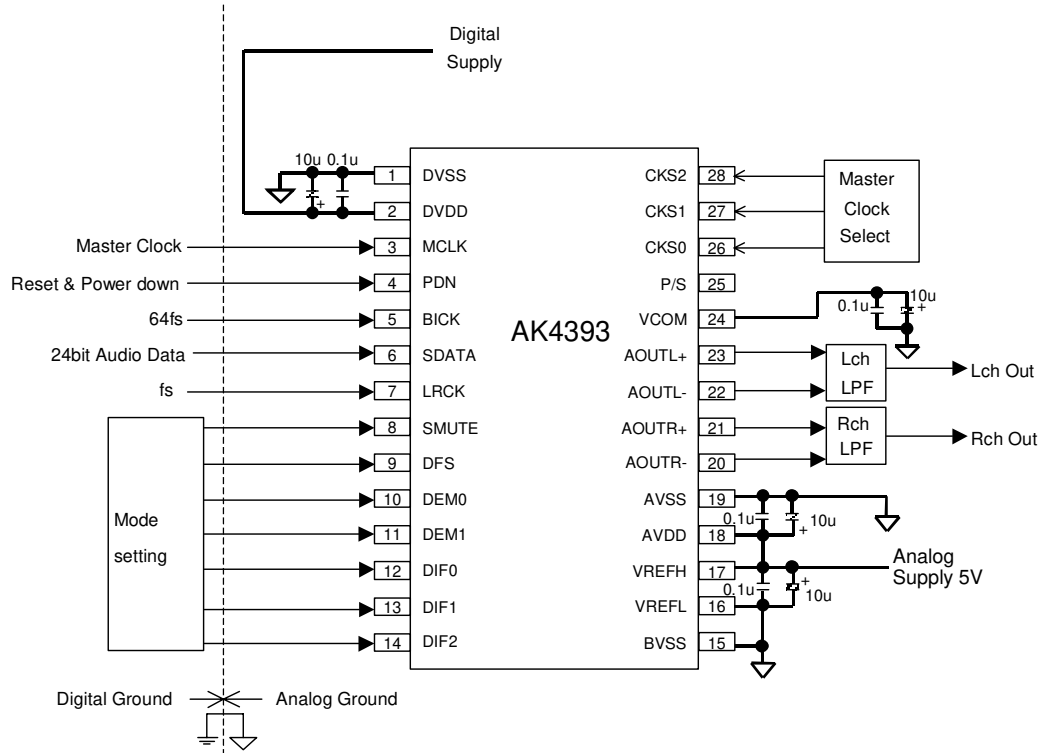 Digital
Supply
10u 0.1u
1 DVSS
2 DVDD
+
Master Clock 3 MCLK
Reset & Power down 4 PDN
64fs 5 BICK
24bit Audio Data 6 SDATA
fs 7 LRCK
8 SMUTE
9 DFS
10 DEM0
11 DEM1
12 DIF0
13 DIF1
14 DIF2
Mode
setting
AK4393
CKS2 28
CKS1 27
CKS0 26
P/S 25
VCOM 24
AOUTL+ 23
AOUTL- 22
AOUTR+ 21
AOUTR- 20
AVSS 19
AVDD 18
VREFH 17
VREFL 16
BVSS 15
Master
Clock
Select
0.1u 10u
+
Lch
LPF
Lch Out
Rch
LPF
Rch Out
0.1u 10u
+
Analog
Supply 5V
0.1u 10u
+
Digital Ground Analog Ground